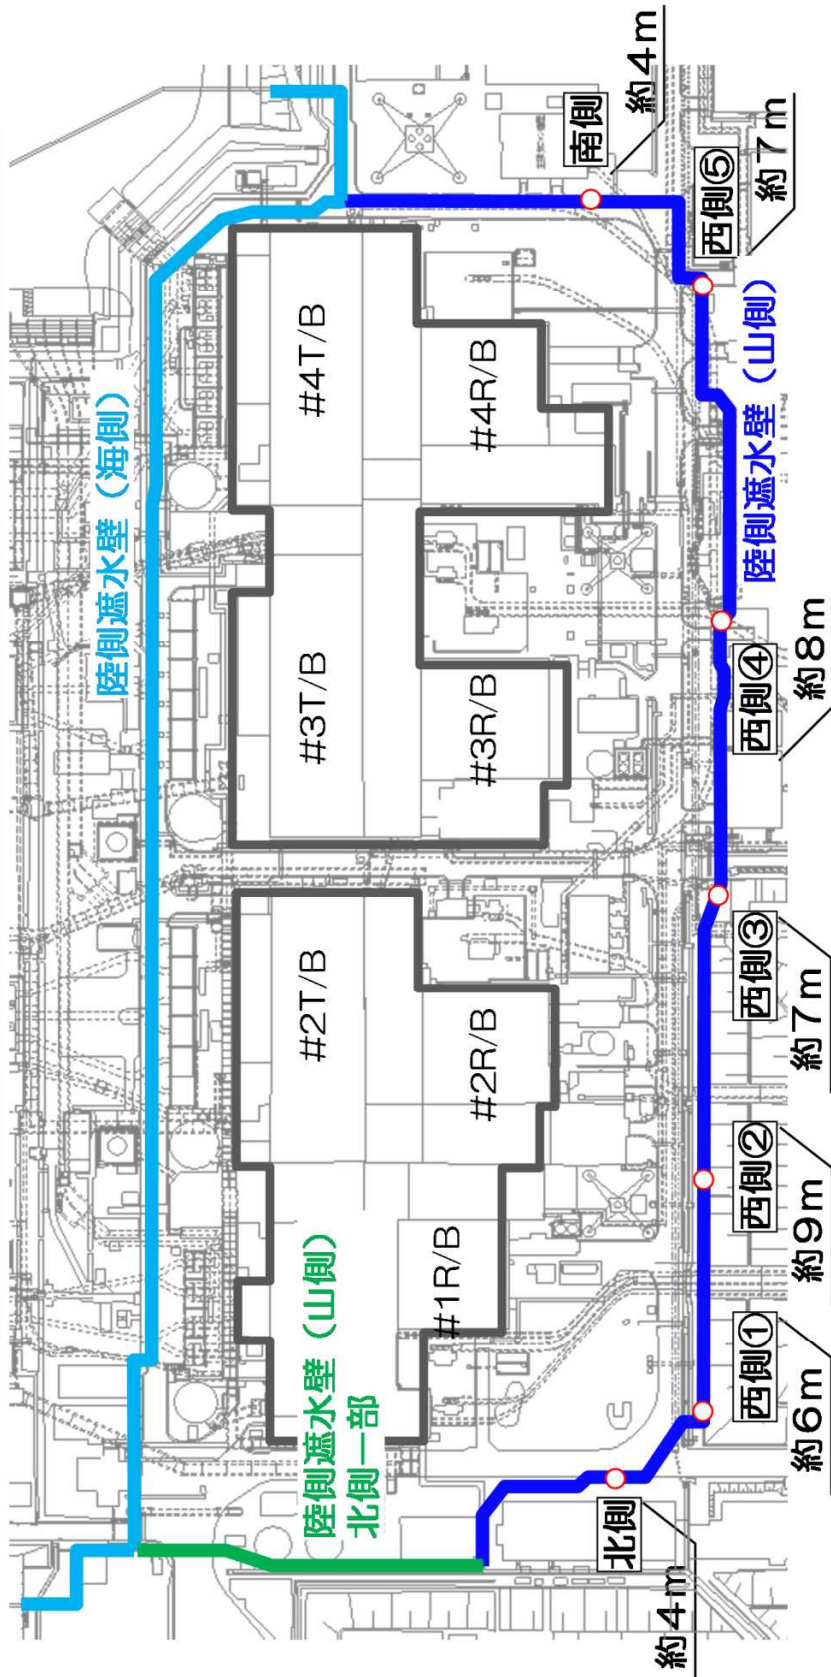 陸側遮水壁（海側）
#4T/B
#3T/B
#2T/B
#4R/B
#3R/B
#2R/B
#1R/B
陸側遮水壁（山側）
北側一部
陸側遮水壁（山側）
北側
約4m
西側①
約6m
西側②
約9m
西側③
約7m
西側④
約8m
西側⑤
約7m
南側
約4m